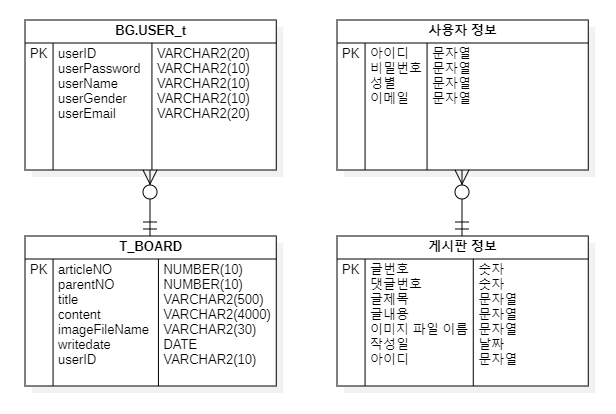 BG.USER_t
PK userID VARCHAR2(20)
userPassword VARCHAR2(10)
userName VARCHAR2(10)
userGender VARCHAR2(10)
userEmail VARCHAR2(20)
사용자 정보
PK 아이디 문자열
비밀번호 문자열
성별 문자열
이메일 문자열
T_BOARD
PK articleNO NUMBER(10)
parentNO NUMBER(10)
title VARCHAR2(500)
content VARCHAR2(4000)
imageFileName VARCHAR2(30)
writedate DATE
userID VARCHAR2(10)
게시판 정보
PK 글번호 숫자
댓글번호 숫자
글제목 문자열
글내용 문자열
이미지 파일 이름 문자열
작성일 날짜
아이디 문자열